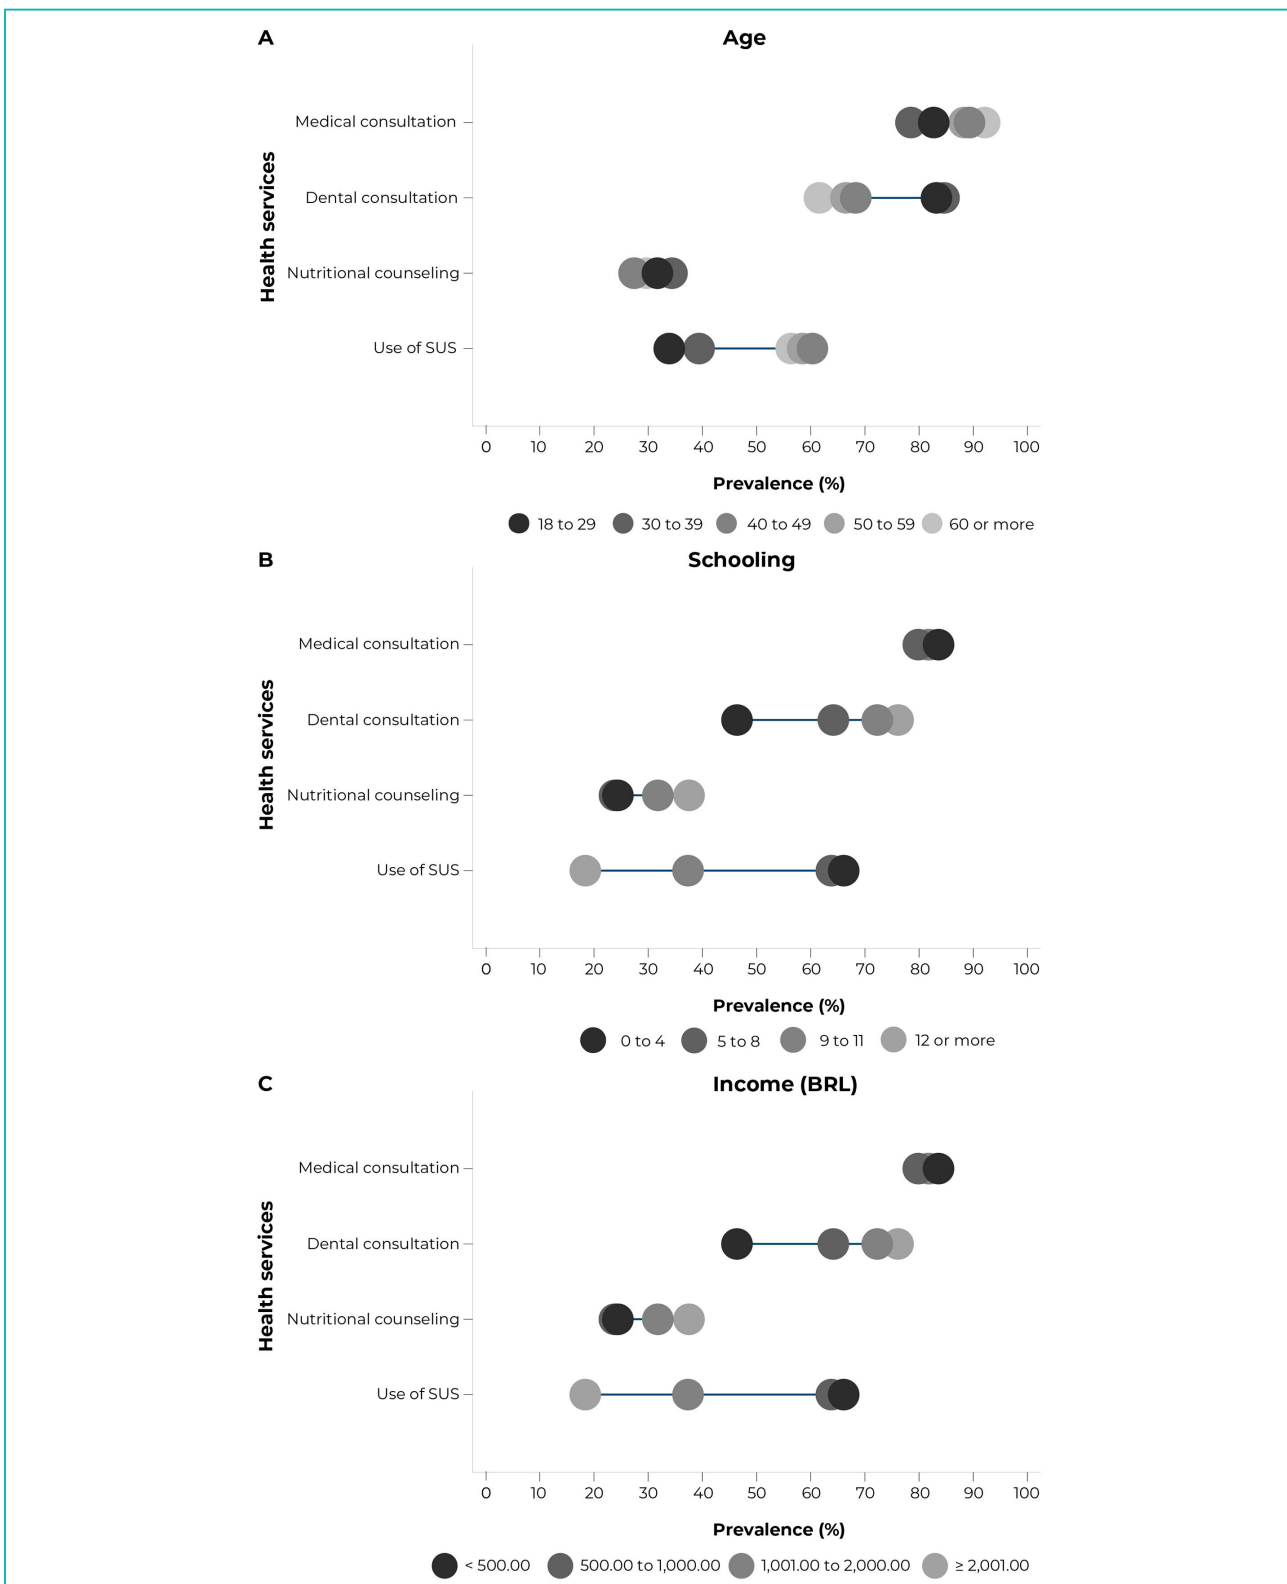 A
Age
Health services
Medical consultation
Dental consultation
Nutritional counseling
Use of SUS
0 10 20 30 40 50 60 70 80 90 100
Prevalence (%)
18 to 29 30 to 39 40 to 49 50 to 59 60 or more
B
Schooling
Health services
Medical consultation
Dental consultation
Nutritional counseling
Use of SUS
0 10 20 30 40 50 60 70 80 90 100
Prevalence (%)
0 to 4 5 to 8 9 to 11 12 or more
C
Income (BRL)
Health services
Medical consultation
Dental consultation
Nutritional counseling
Use of SUS
0 10 20 30 40 50 60 70 80 90 100
Prevalence (%)
< 500.00 500.00 to 1,000.00 1,001.00 to 2,000.00 ≥ 2,001.00